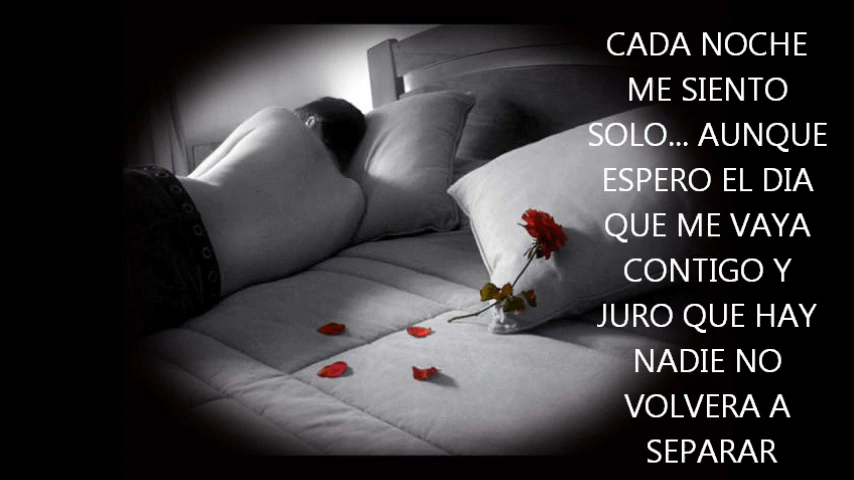 CADA NOCHE
ME SIENTO
SOLO... AUNQUE
ESPERO EL DIA
QUE ME VAYA
CONTIGO Y
JURO QUE HAY
NADIE NO
VOLVERA A
SEPARAR